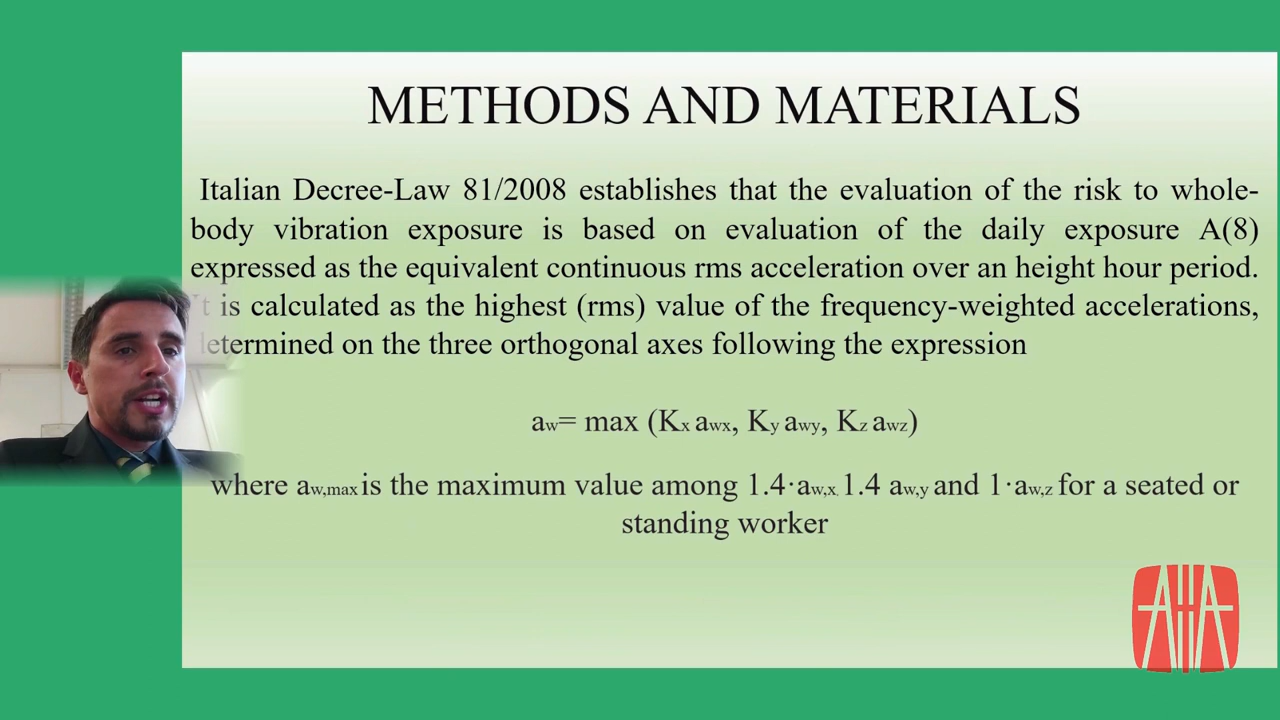 METHODS AND MATERIALS
Italian Decree-Law 81/2008 establishes that the evaluation of the risk to whole-
body vibration exposure is based on evaluation of the daily exposure A(8)
expressed as the equivalent continuous rms acceleration over an height hour period.
It is calculated as the highest (rms) value of the frequency-weighted accelerations,
determined on the three orthogonal axes following the expression
aw= max (Kx awx, Ky awy, Kz awz)
where aw,max is the maximum value among 1.4·aw,x, 1.4 aw,y and 1·aw,z for a seated or
standing worker